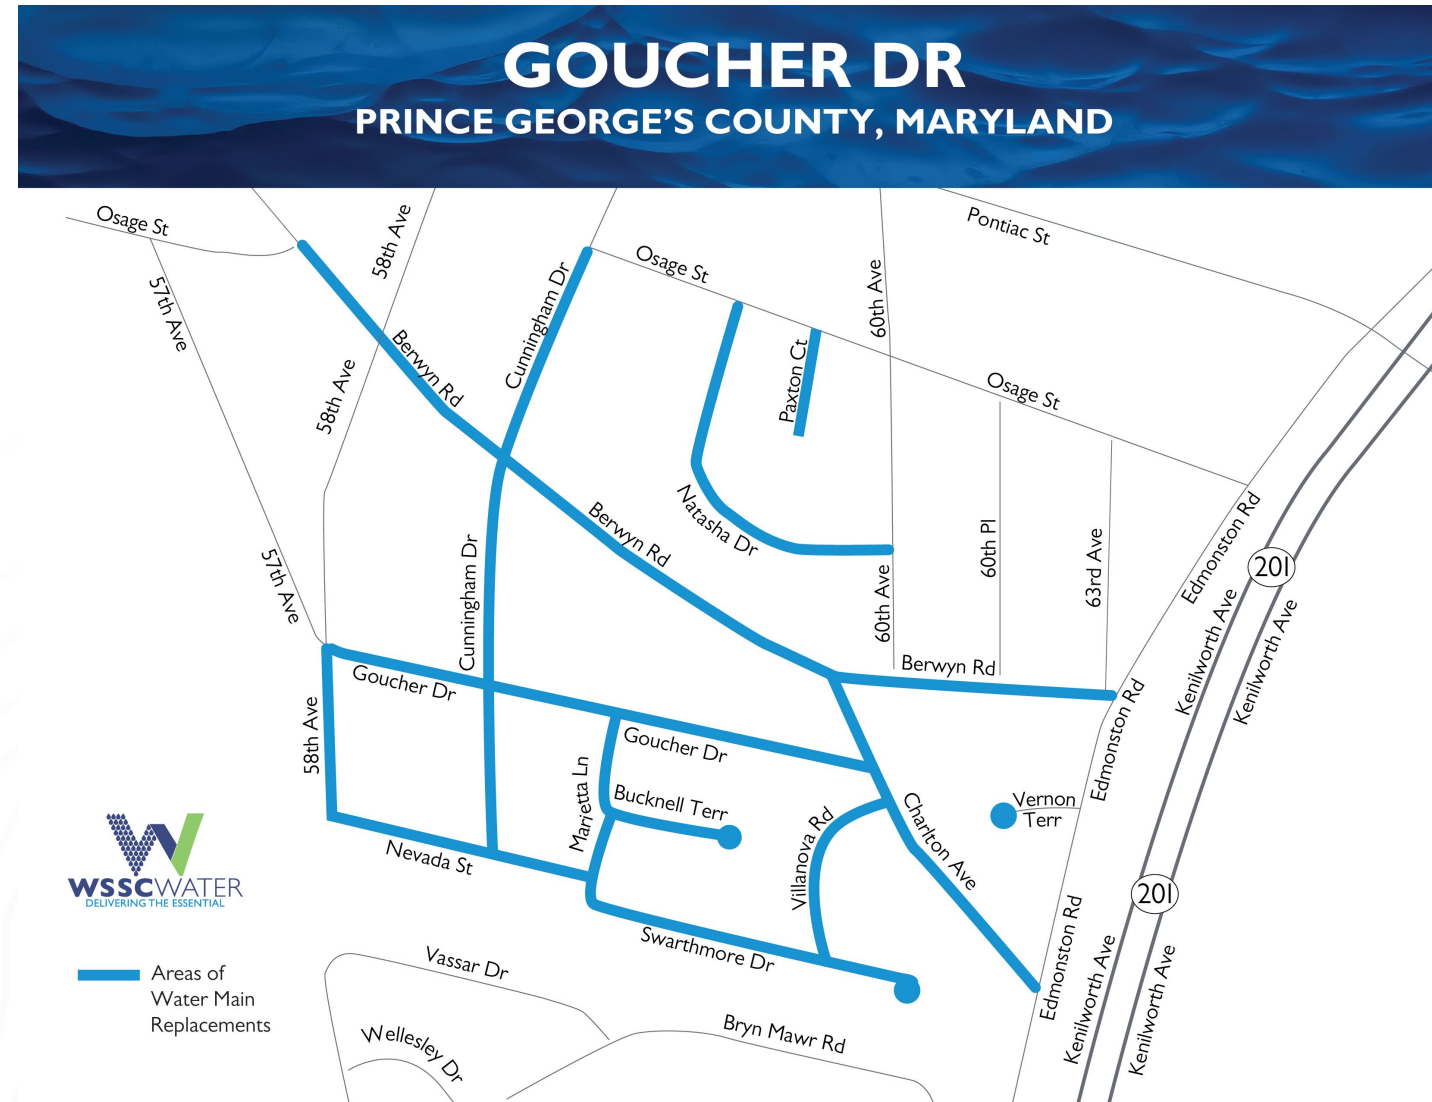 GOUCHER DR
PRINCE GEORGE'S COUNTY, MARYLAND
Osage St
58th Ave
Pontiac St
57th Ave
Cunningham Dr
Osage St
60th Ave
Berwyn Rd
58th Ave
Paxton Ct
Osage St
Natasha Dr
Berwyn Rd
Edmonston Rd
201
57th Ave
Cunningham Dr
60th Ave
60th Pl
63rd Ave
Kenilworth Ave
Kenilworth Ave
Berwyn Rd
Goucher Dr
58th Ave
Goucher Dr
Edmonston Rd
Marietta Ln
Bucknell Terr
Villanova Rd
Charlton Ave
Vernon
Terr
Nevada St
201
WSSCWATER
DELIVERING THE ESSENTIAL
Swarthmore Dr
Edmonston Rd
Kenilworth Ave
Kenilworth Ave
Vassar Dr
Areas of
Water Main
Replacements
Wellesley Dr
Bryn Mawr Rd